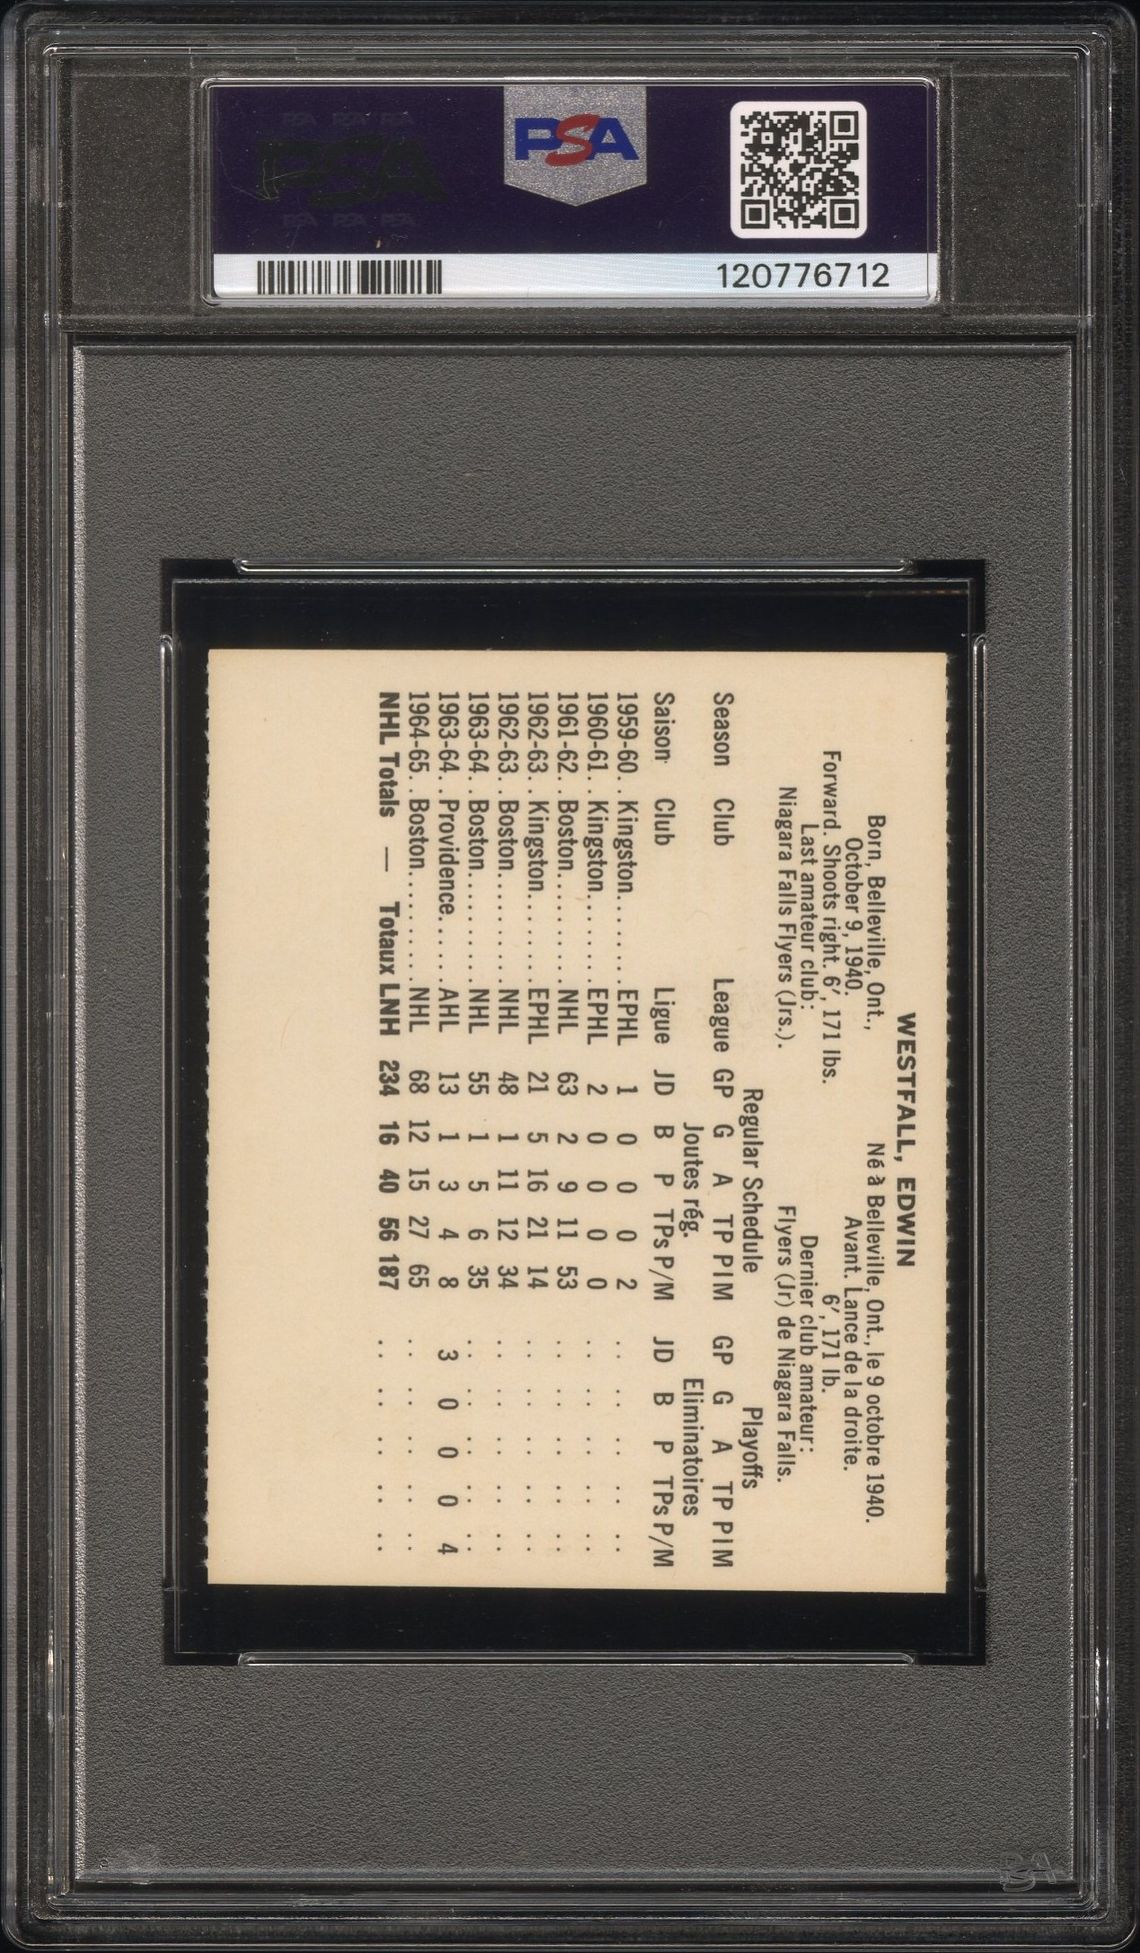 PSA
120776712
WESTFALL, EDWIN
Born, Belleville, Ont.,
October 9, 1940.
Forward. Shoots right. 6', 171 lbs.
Last amateur club:
Niagara Falls Flyers (Jrs.).
Né à Belleville, Ont., le 9 octobre 1940.
Avant. Lance de la droite.
6', 171 lb.
Dernier club amateur:
Flyers (Jr) de Niagara Falls.
Regular Schedule Playoffs
Season Club League GP G A TP PIM GP G A TP PIM
Joutes rég. Eliminatoires
Saison Club Ligue JD B P TPs P/M JD B P TPs P/M
1959-60. . Kingston. . . . . . . EPHL 1 0 0 0 2 . . . . . . . . . .
1960-61. . Kingston. . . . . . . EPHL 2 0 0 0 0 . . . . . . . . . .
1961-62. . Boston. . . . . . . . . NHL 63 2 9 11 53 . . . . . . . . . .
1962-63. . Kingston. . . . . . . EPHL 21 5 16 21 14 . . . . . . . . . .
1962-63. . Boston. . . . . . . . . NHL 48 1 11 12 34 . . . . . . . . . .
1963-64. . Boston. . . . . . . . . NHL 55 1 5 6 35 . . . . . . . . . .
1963-64. . Providence. . . . . . AHL 13 1 3 4 8 3 0 0 0 4
1964-65. . Boston. . . . . . . . . NHL 68 12 15 27 65 . . . . . . . . . .
NHL Totals — Totaux LNH 234 16 40 56 187 . . . . . . . . . .
PSA